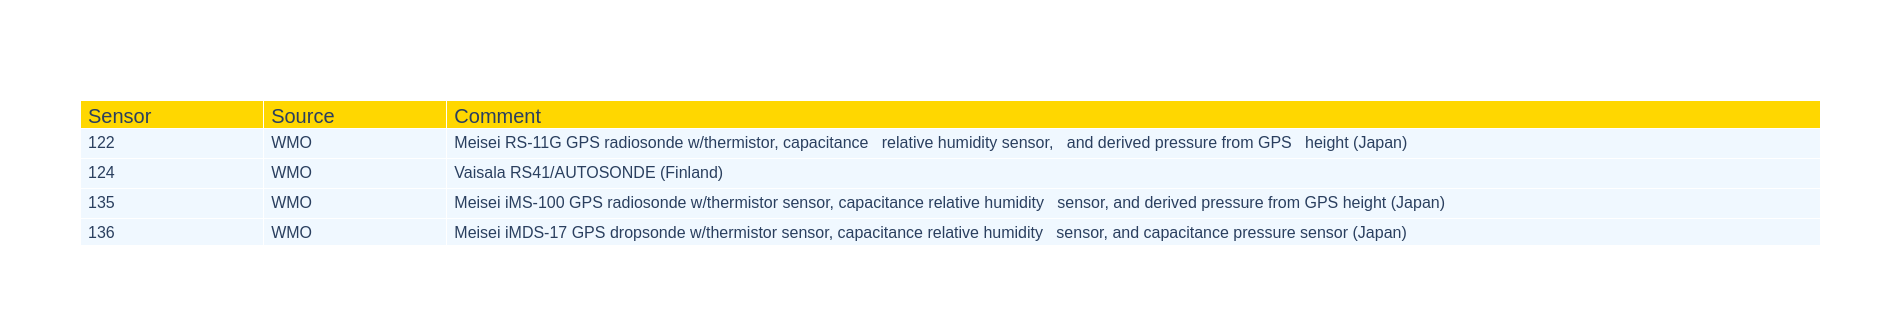 Sensor Source Comment
122 WMO Meisei RS-11G GPS radiosonde w/thermistor, capacitance   relative humidity sensor,   and derived pressure from GPS   height (Japan)
124 WMO Vaisala RS41/AUTOSONDE (Finland)
135 WMO Meisei iMS-100 GPS radiosonde w/thermistor sensor, capacitance relative humidity   sensor, and derived pressure from GPS height (Japan)
136 WMO Meisei iMDS-17 GPS dropsonde w/thermistor sensor, capacitance relative humidity   sensor, and capacitance pressure sensor (Japan)